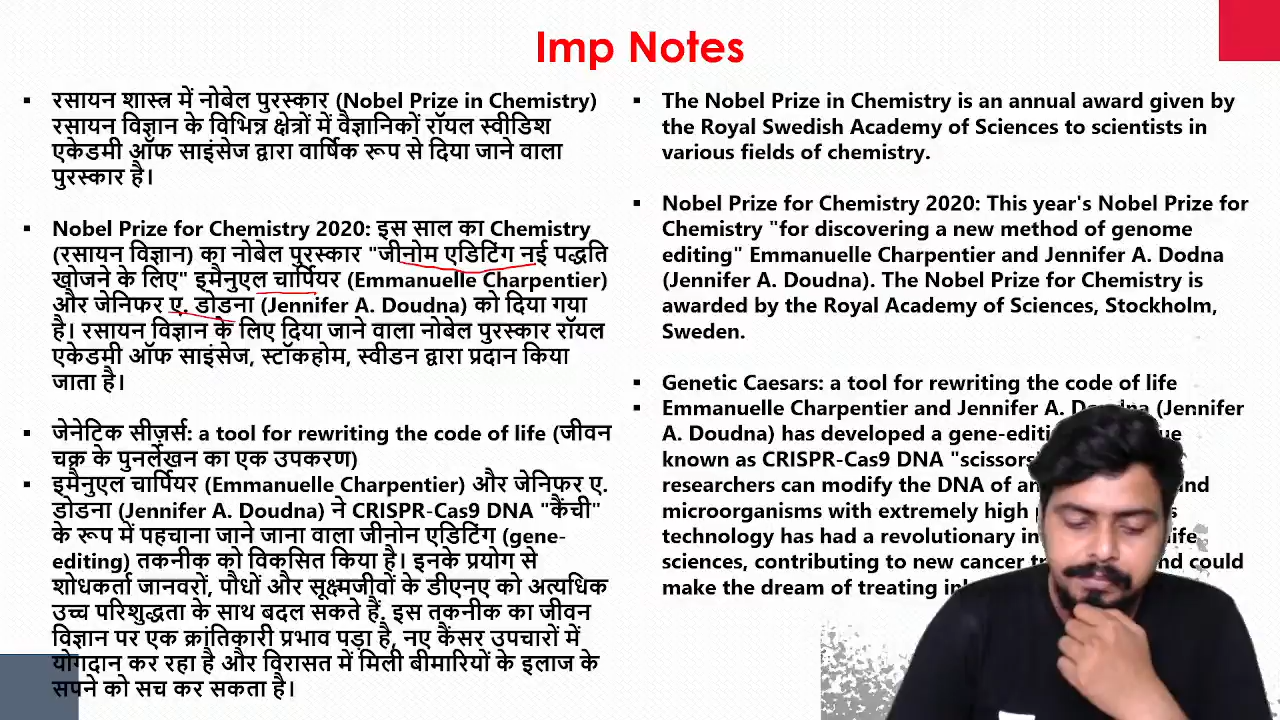 Imp Notes
▪ रसायन शास्त्र में नोबेल पुरस्कार (Nobel Prize in Chemistry)
रसायन विज्ञान के विभिन्न क्षेत्रों में वैज्ञानिकों रॉयल स्वीडिश
एकेडमी ऑफ साइंसेज द्वारा वार्षिक रूप से दिया जाने वाला
पुरस्कार है।
▪ Nobel Prize for Chemistry 2020: इस साल का Chemistry
(रसायन विज्ञान) का नोबेल पुरस्कार "जीनोम एडिटिंग नई पद्धति
खोजने के लिए" इमैनुएल चार्पियर (Emmanuelle Charpentier)
और जेनिफर ए. डोडना (Jennifer A. Doudna) को दिया गया
है। रसायन विज्ञान के लिए दिया जाने वाला नोबेल पुरस्कार रॉयल
एकेडमी ऑफ साइंसेज, स्टॉकहोम, स्वीडन द्वारा प्रदान किया
जाता है।
▪ जेनेटिक सीज़र्स: a tool for rewriting the code of life (जीवन
चक्र के पुनर्लेखन का एक उपकरण)
▪ इमैनुएल चार्पियर (Emmanuelle Charpentier) और जेनिफर ए.
डोडना (Jennifer A. Doudna) ने CRISPR-Cas9 DNA "कैंची"
के रूप में पहचाना जाने जाना वाला जीनोन एडिटिंग (gene-
editing) तकनीक को विकसित किया है। इनके प्रयोग से
शोधकर्ता जानवरों, पौधों और सूक्ष्मजीवों के डीएनए को अत्यधिक
उच्च परिशुद्धता के साथ बदल सकते हैं. इस तकनीक का जीवन
विज्ञान पर एक क्रांतिकारी प्रभाव पड़ा है, नए कैंसर उपचारों में
योगदान कर रहा है और विरासत में मिली बीमारियों के इलाज के
सपने को सच कर सकता है।
▪ The Nobel Prize in Chemistry is an annual award given by
the Royal Swedish Academy of Sciences to scientists in
various fields of chemistry.
▪ Nobel Prize for Chemistry 2020: This year's Nobel Prize for
Chemistry "for discovering a new method of genome
editing" Emmanuelle Charpentier and Jennifer A. Dodna
(Jennifer A. Doudna). The Nobel Prize for Chemistry is
awarded by the Royal Academy of Sciences, Stockholm,
Sweden.
▪ Genetic Caesars: a tool for rewriting the code of life
▪ Emmanuelle Charpentier and Jennifer A. Doudna (Jennifer
A. Doudna) has developed a
known as CRISPR-Cas9 DNA
researchers can modify the DNA of and
microorganisms with extremely high
technology has had a revolutionary life
sciences, contributing to new cancer and could
make the dream of treating